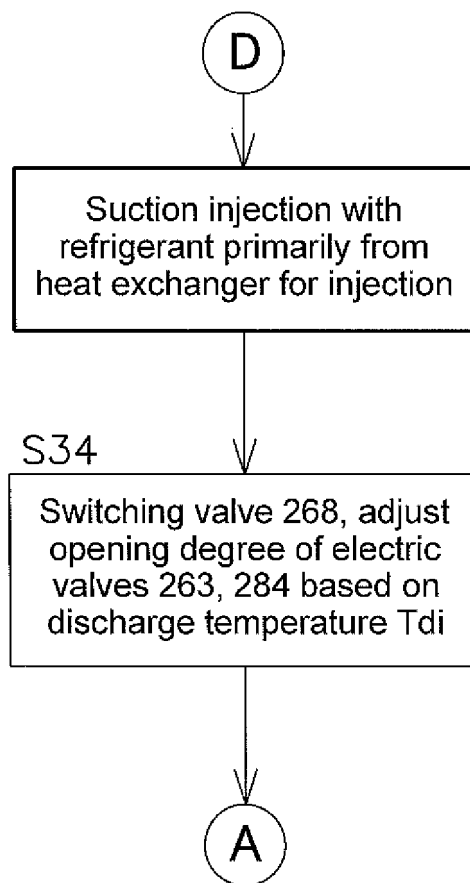 D
Suction injection with
refrigerant primarily from
heat exchanger for injection
S34
Switching valve 268, adjust
opening degree of electric
valves 263, 284 based on
discharge temperature Tdi
A